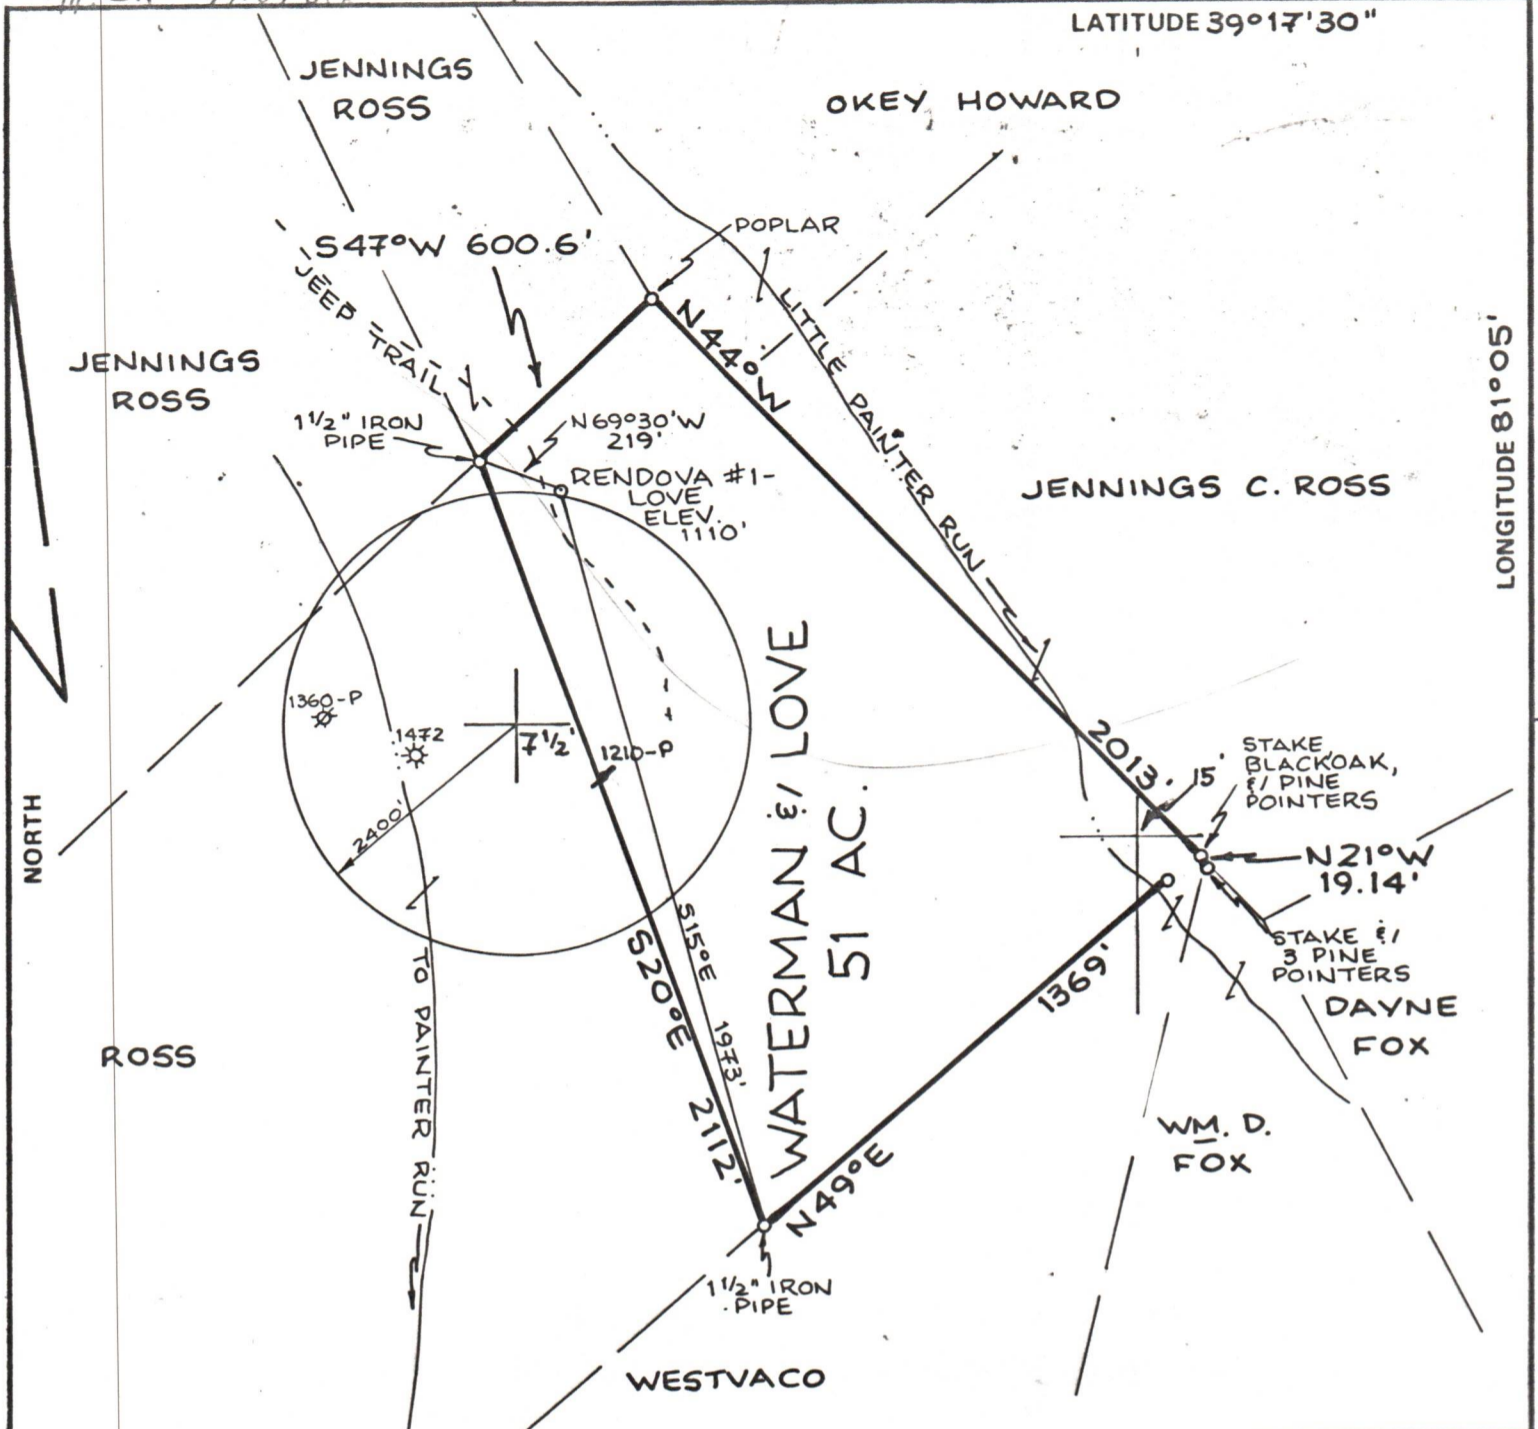 LATITUDE 39°17'30"
JENNINGS
ROSS
OKEY HOWARD
POPLAR
S47°W 600.6'
JEEP TRAIL
N44°W
LITTLE PAINTER RUN
LONGITUDE 81°05'
JENNINGS
ROSS
1 1/2" IRON
PIPE
N69°30'W
219'
RENDOVA #1-
LOVE
ELEV.
1110'
JENNINGS C. ROSS
1360-P
1472
7 1/2'
1210-P
2400'
WATERMAN & LOVE
51 AC.
2013'
15'
STAKE,
BLACKOAK,
& PINE
POINTERS
N21°W
19.14'
STAKE &
3 PINE
POINTERS
NORTH
S15°E 1973'
S20°E 2112'
1369'
N49°E
DAYNE
FOX
ROSS
TO PAINTER RUN
WM. D.
FOX
1 1/2" IRON
PIPE
WESTVACO